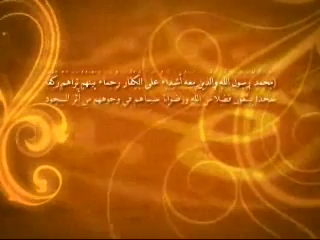 (محمد رسول الله والذين معه أشداء على الكفار رحماء بينهم تراهم ركعا
سجدا يبتغون فضلا من الله ورضوانا سيماهم في وجوههم من أثر السجود